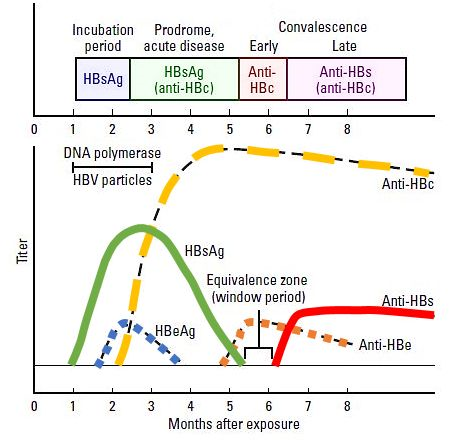 Convalescence
Incubation period
Prodrome, acute disease
Early
Late
HBsAg
HBsAg (anti-HBc)
Anti-HBc
Anti-HBs (anti-HBc)
0 1 2 3 4 5 6 7 8
DNA polymerase
HBV particles
Anti-HBc
HBsAg
Equivalence zone
(window period)
Anti-HBs
HBeAg
Anti-HBe
Titer
0 1 2 3 4 5 6 7 8
Months after exposure